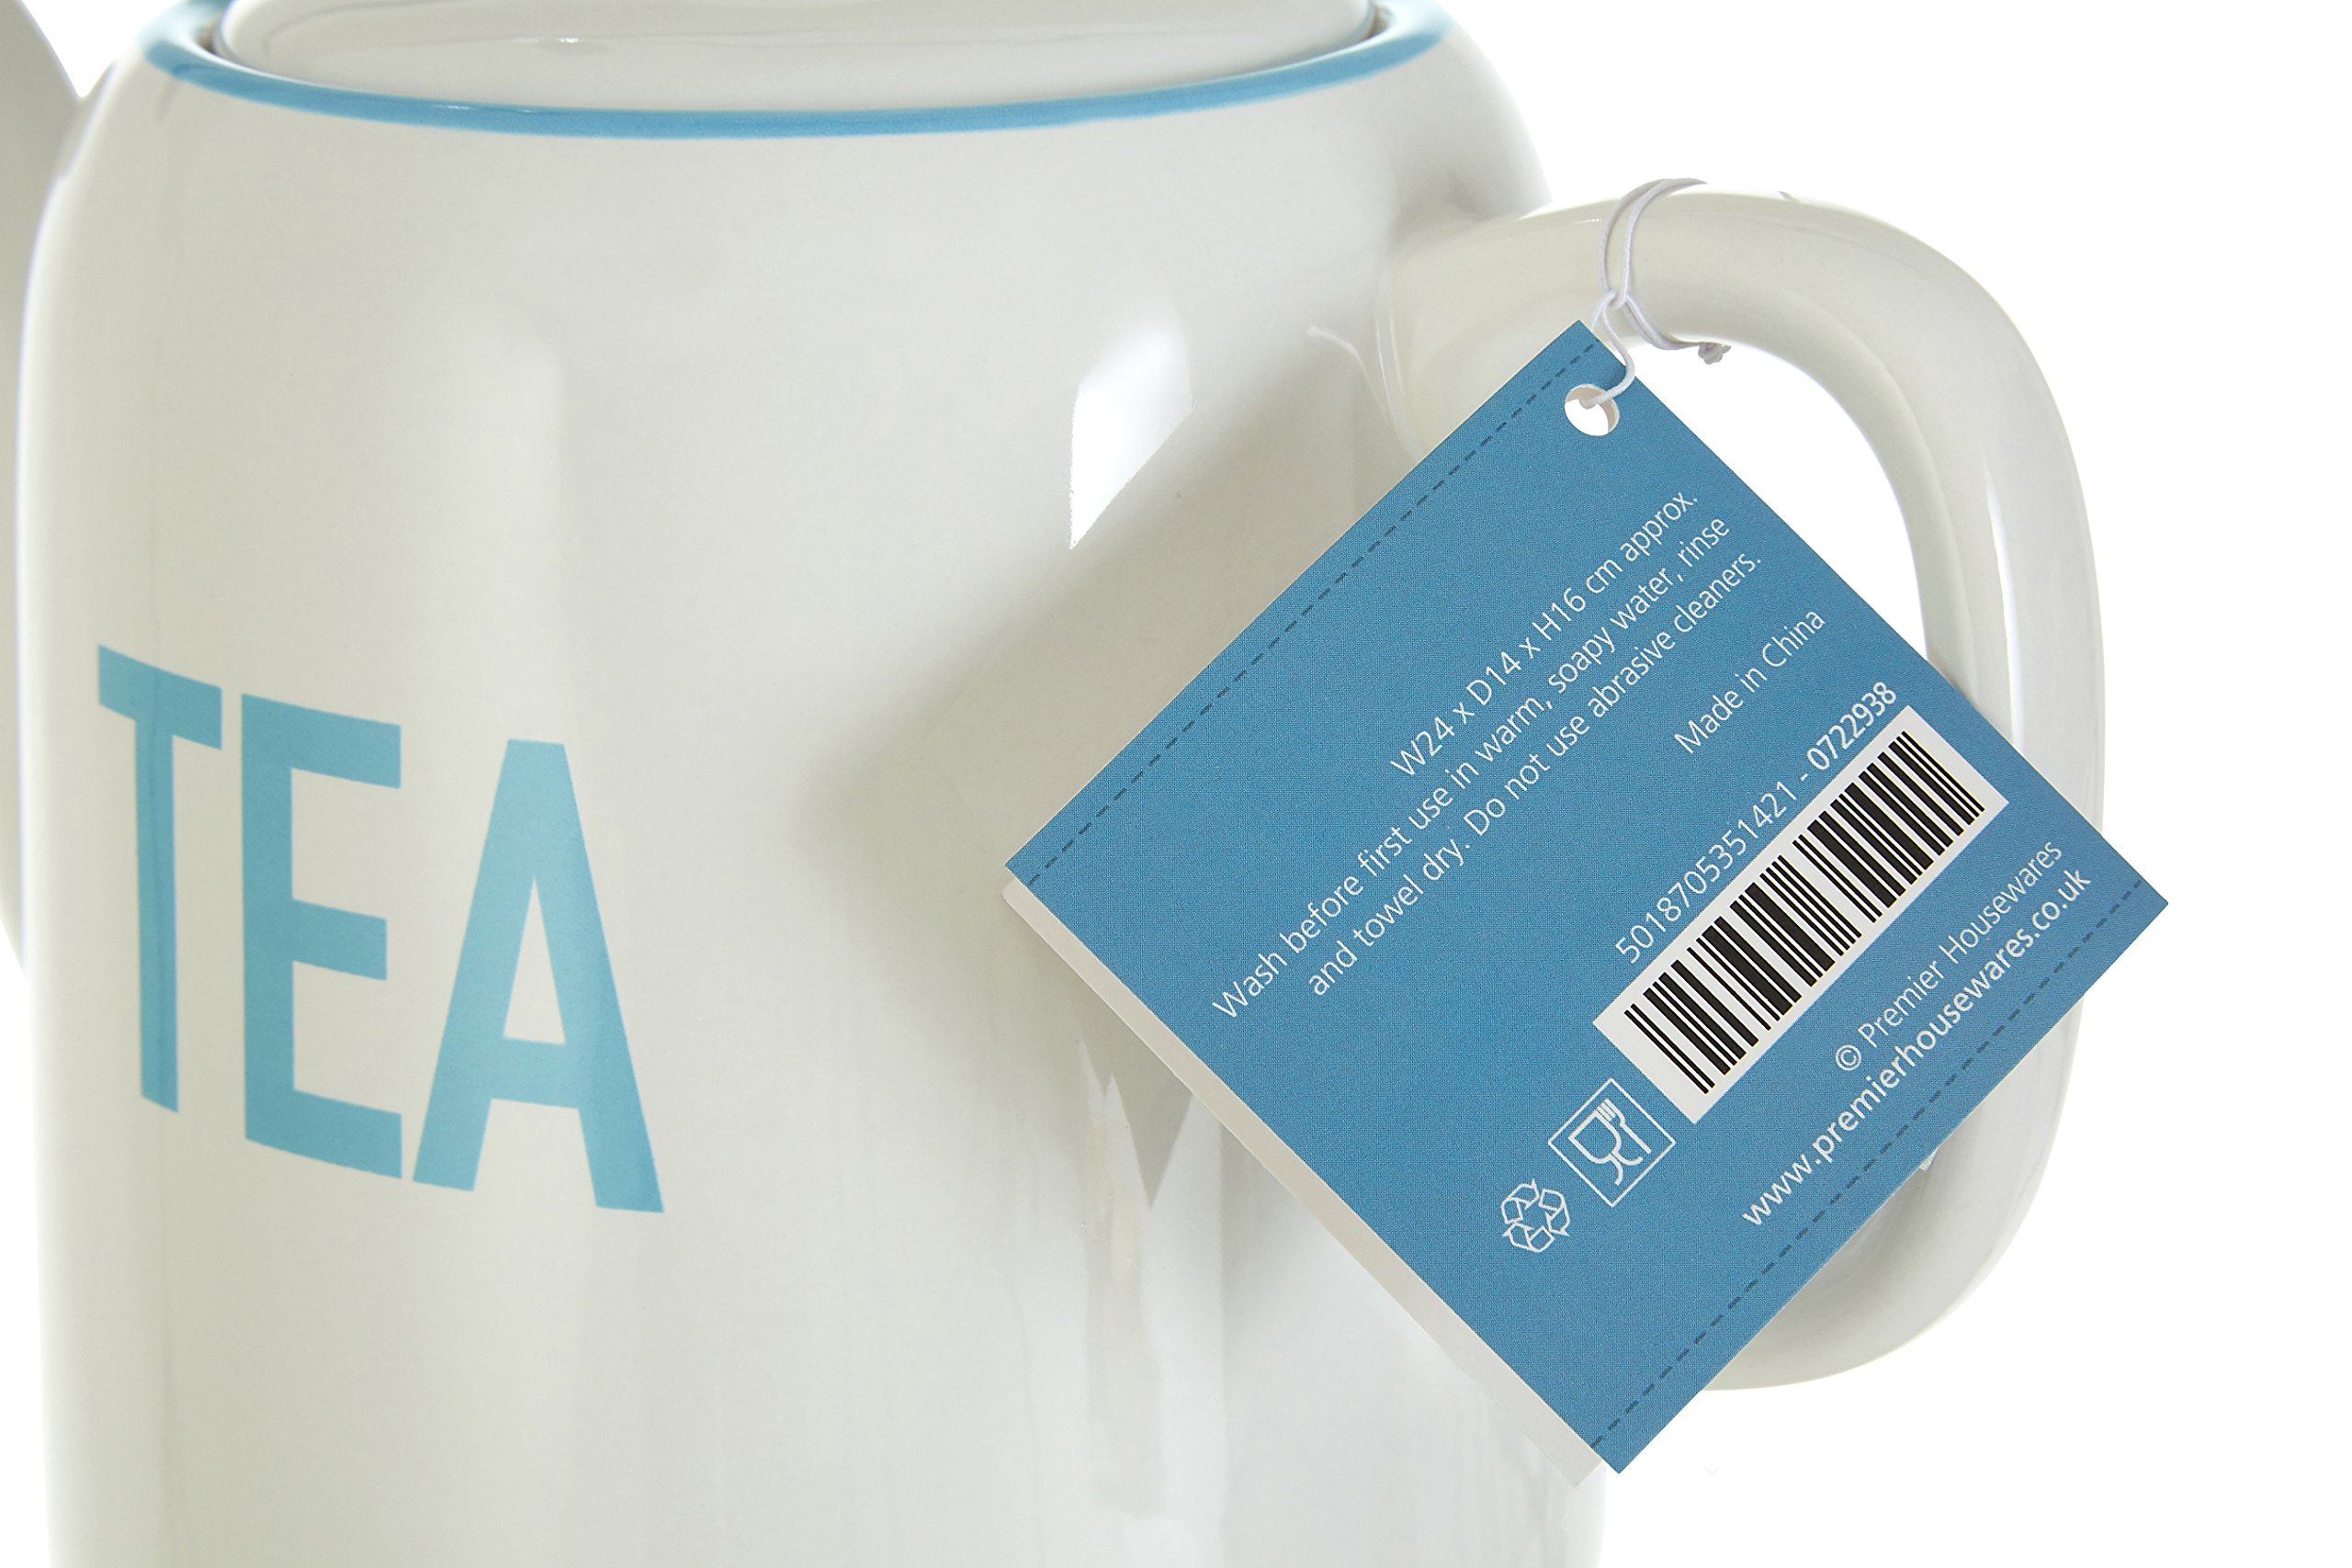 TEA
W24 x D14 x H16 cm approx.
Wash before first use in warm, soapy water, rinse
and towel dry. Do not use abrasive cleaners.
Made in China
5018705351421 - 0722938
© Premier Housewares
www.premierhousewares.co.uk